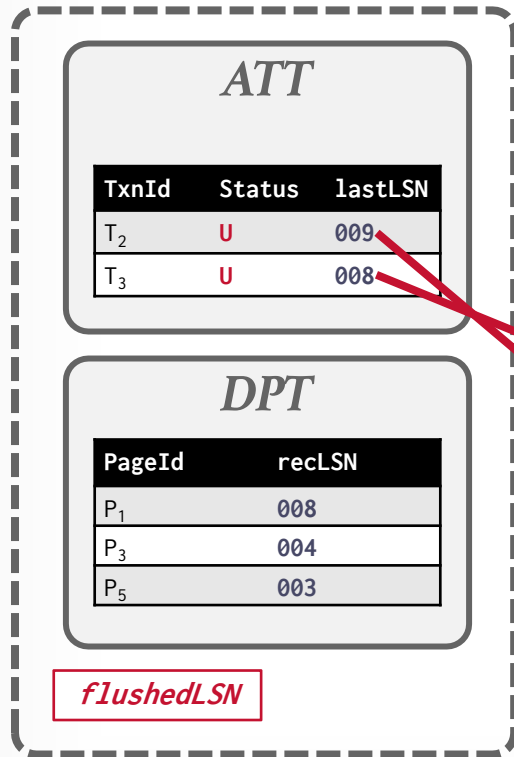 ATT
TxnId Status lastLSN
T₂ U 009
T₃ U 008
DPT
PageId recLSN
P₁ 008
P₃ 004
P₅ 003
flushedLSN